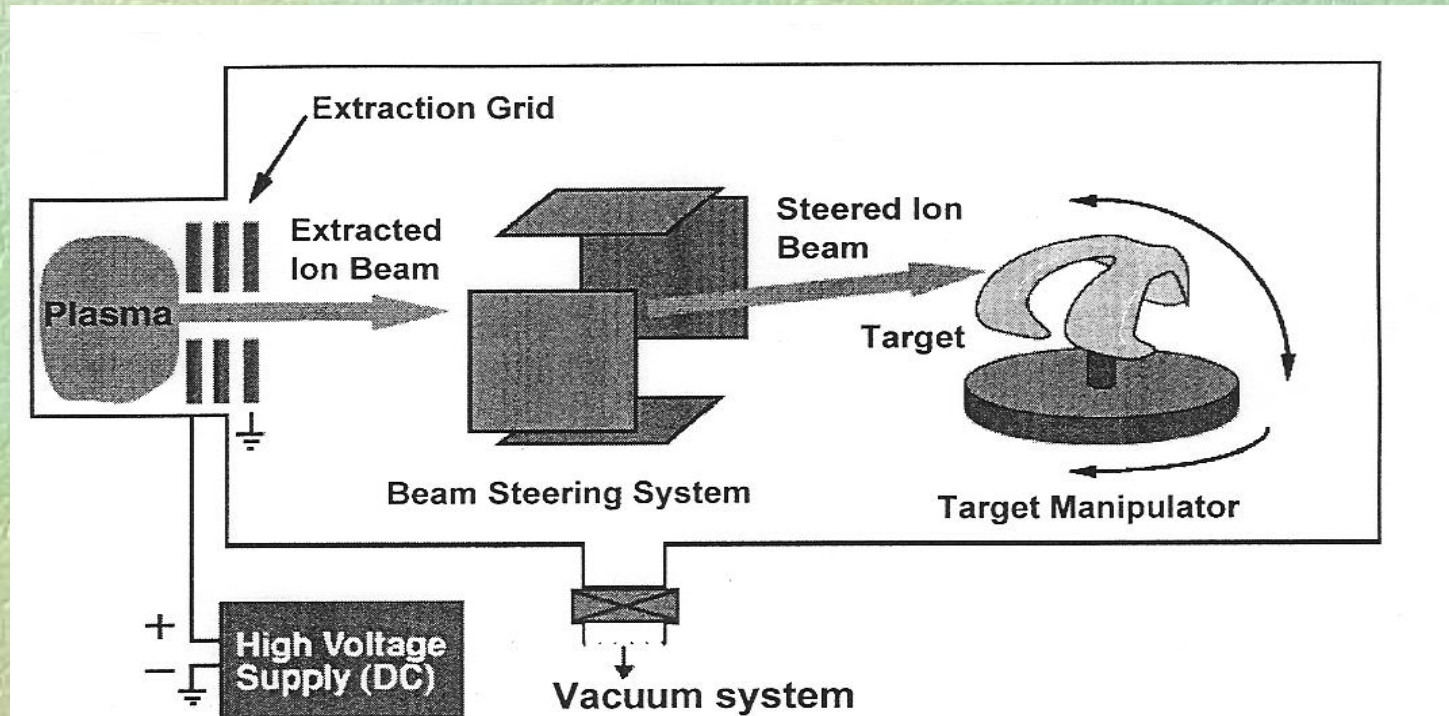 Extraction Grid
Extracted
Ion Beam
Steered Ion
Beam
Plasma
Target
Beam Steering System
Target Manipulator
+
−
High Voltage
Supply (DC)
Vacuum system